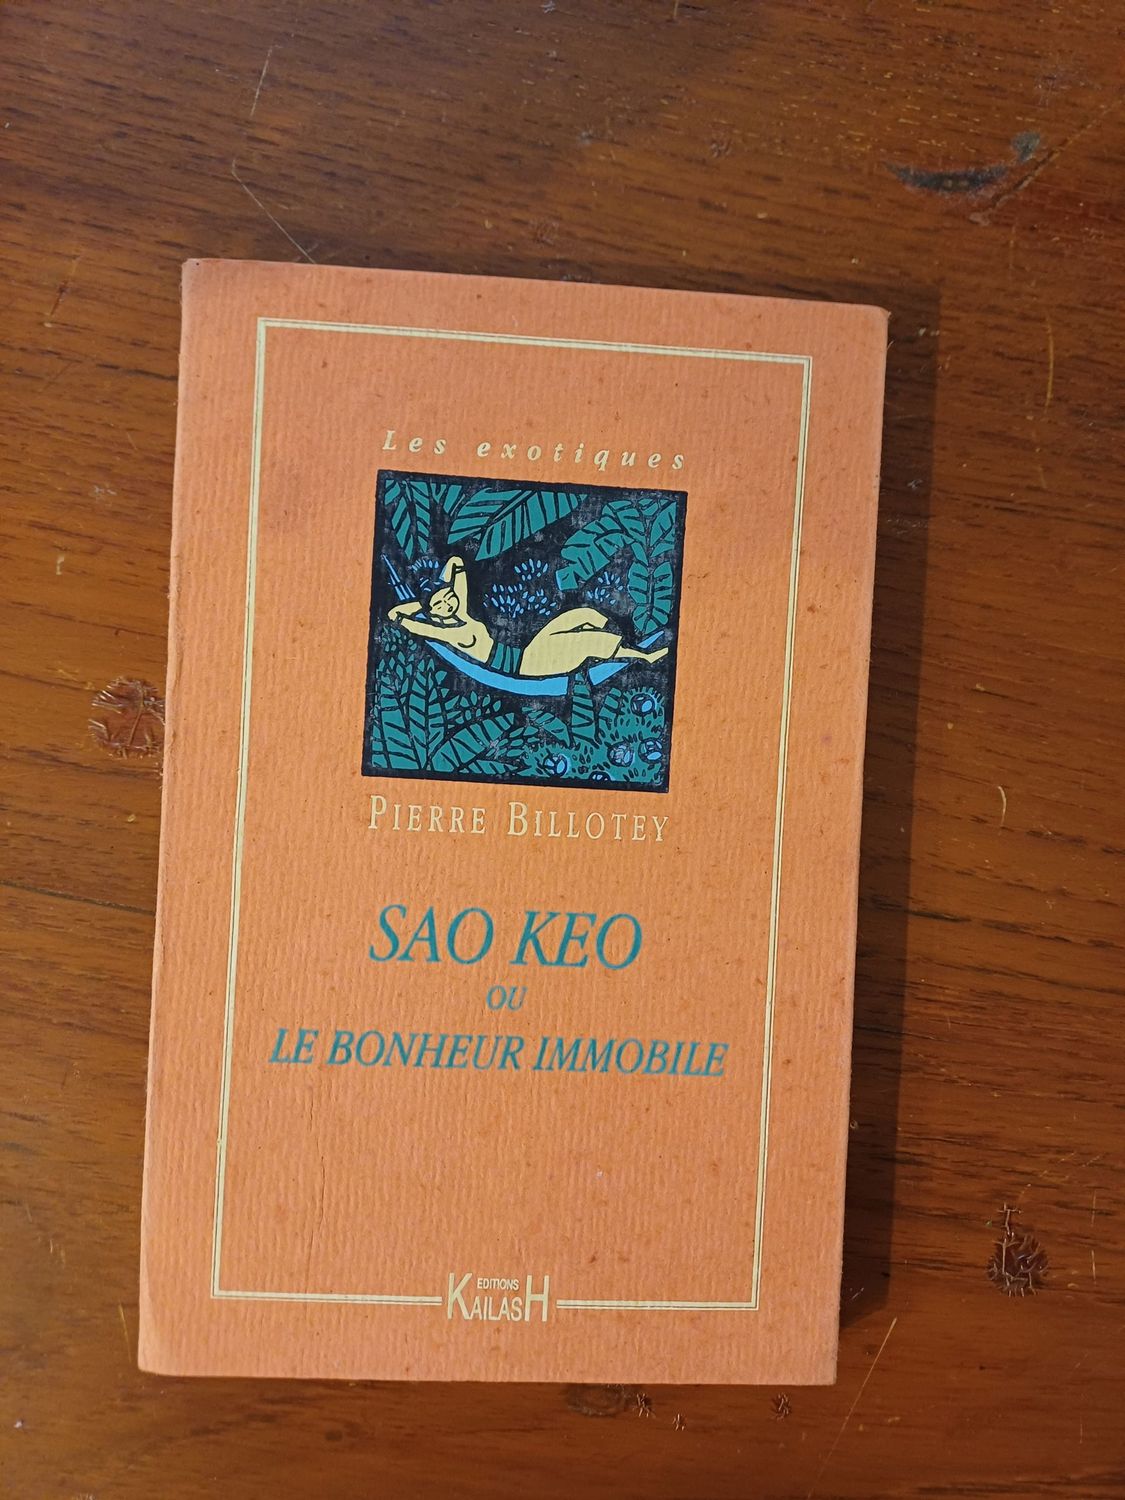 Les exotiques
PIERRE BILLOTEY
SAO KEO
OU
LE BONHEUR IMMOBILE
EDITIONS
KAILASH